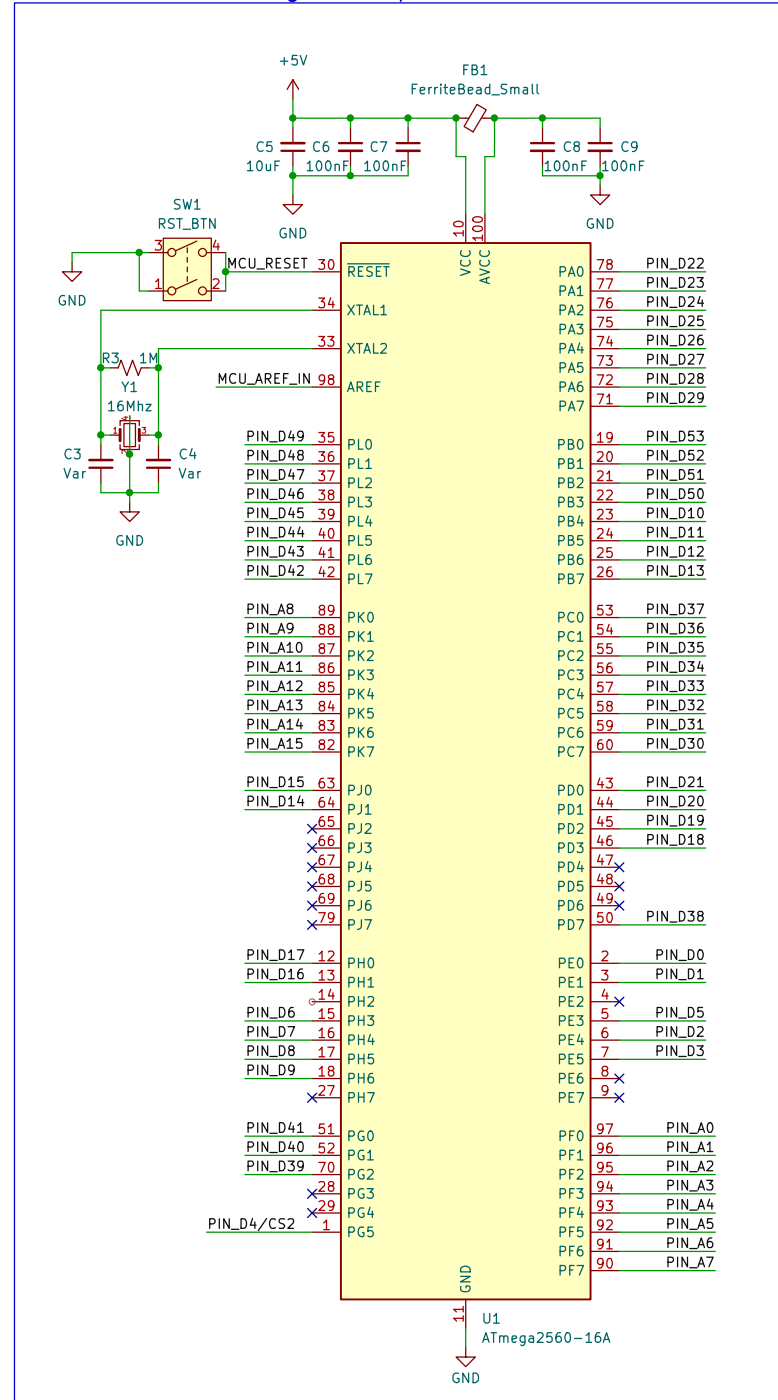 +5V
FB1
FerriteBead_Small
C5
10uF
C6
100nF
C7
100nF
C8
100nF
C9
100nF
GND
GND
SW1
RST_BTN
3
4
1
2
GND
MCU_RESET 30 RESET
34 XTAL1
33 XTAL2
MCU_AREF_IN 98 AREF
R3 1M
Y1
16Mhz
1
3
C3
Var
C4
Var
GND
10 VCC
100 AVCC
PIN_D49 35 PL0
PIN_D48 36 PL1
PIN_D47 37 PL2
PIN_D46 38 PL3
PIN_D45 39 PL4
PIN_D44 40 PL5
PIN_D43 41 PL6
PIN_D42 42 PL7
PIN_A8 89 PK0
PIN_A9 88 PK1
PIN_A10 87 PK2
PIN_A11 86 PK3
PIN_A12 85 PK4
PIN_A13 84 PK5
PIN_A14 83 PK6
PIN_A15 82 PK7
PIN_D15 63 PJ0
PIN_D14 64 PJ1
65 PJ2
66 PJ3
67 PJ4
68 PJ5
69 PJ6
79 PJ7
PIN_D17 12 PH0
PIN_D16 13 PH1
14 PH2
PIN_D6 15 PH3
PIN_D7 16 PH4
PIN_D8 17 PH5
PIN_D9 18 PH6
27 PH7
PIN_D41 51 PG0
PIN_D40 52 PG1
PIN_D39 70 PG2
28 PG3
29 PG4
PIN_D4/CS2 1 PG5
PA0 78 PIN_D22
PA1 77 PIN_D23
PA2 76 PIN_D24
PA3 75 PIN_D25
PA4 74 PIN_D26
PA5 73 PIN_D27
PA6 72 PIN_D28
PA7 71 PIN_D29
PB0 19 PIN_D53
PB1 20 PIN_D52
PB2 21 PIN_D51
PB3 22 PIN_D50
PB4 23 PIN_D10
PB5 24 PIN_D11
PB6 25 PIN_D12
PB7 26 PIN_D13
PC0 53 PIN_D37
PC1 54 PIN_D36
PC2 55 PIN_D35
PC3 56 PIN_D34
PC4 57 PIN_D33
PC5 58 PIN_D32
PC6 59 PIN_D31
PC7 60 PIN_D30
PD0 43 PIN_D21
PD1 44 PIN_D20
PD2 45 PIN_D19
PD3 46 PIN_D18
PD4 47
PD5 48
PD6 49
PD7 50 PIN_D38
PE0 2 PIN_D0
PE1 3 PIN_D1
PE2 4
PE3 5 PIN_D5
PE4 6 PIN_D2
PE5 7 PIN_D3
PE6 8
PE7 9
PF0 97 PIN_A0
PF1 96 PIN_A1
PF2 95 PIN_A2
PF3 94 PIN_A3
PF4 93 PIN_A4
PF5 92 PIN_A5
PF6 91 PIN_A6
PF7 90 PIN_A7
GND
11
U1
ATmega2560-16A
GND